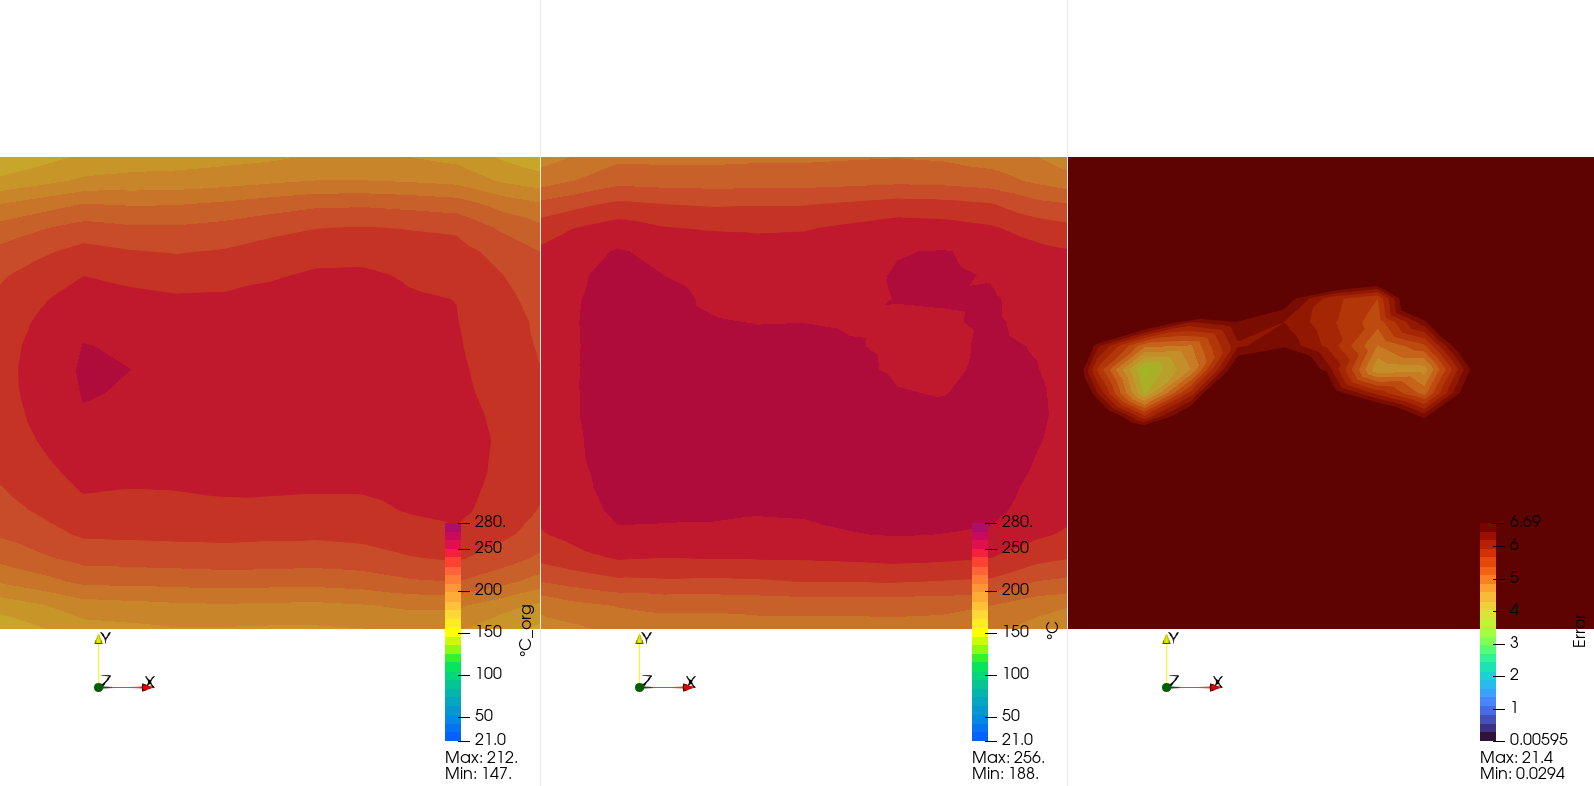 280.
250
200
150
100
50
21.0
°C_org
Max: 212.
Min: 147.
Y
Z
X
280.
250
200
150
100
50
21.0
°C
Max: 256.
Min: 188.
Y
Z
X
6.69
6
5
4
3
2
1
0.00595
Error
Max: 21.4
Min: 0.0294
Y
Z
X